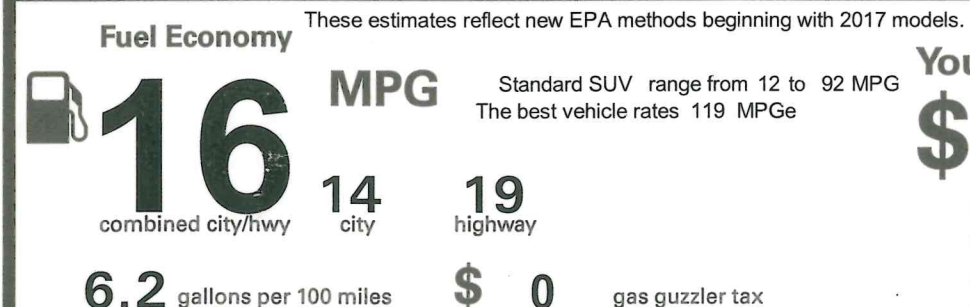 These estimates reflect new EPA methods beginning with 2017 models.
Fuel Economy
MPG
Standard SUV range from 12 to 92 MPG
The best vehicle rates 119 MPGe
$
16
combined city/hwy
14
city
19
highway
6.2 gallons per 100 miles
$ 0 gas guzzler tax